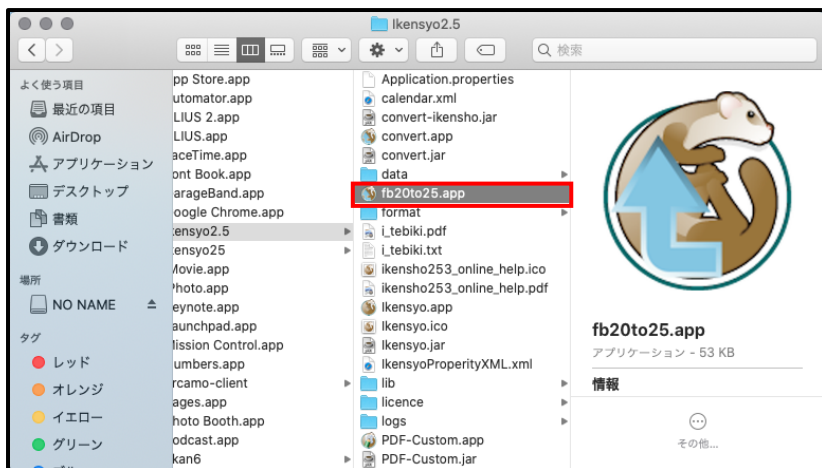 Ikensyo2.5
検索
よく使う項目
最近の項目
AirDrop
アプリケーション
デスクトップ
書類
ダウンロード
場所
NO NAME
タグ
レッド
オレンジ
イエロー
グリーン
pp Store.app
utomator.app
LIUS 2.app
LIUS.app
aceTime.app
ont Book.app
arageBand.app
oogle Chrome.app
kensyo2.5
kensyo25
Movie.app
Photo.app
eynote.app
aunchpad.app
lission Control.app
umbers.app
rcamo-client
ages.app
hoto Booth.app
odcast.app
kan6
Application.properties
calendar.xml
convert-ikensho.jar
convert.app
convert.jar
data
fb20to25.app
format
i_tebiki.pdf
i_tebiki.txt
ikensho253_online_help.ico
ikensho253_online_help.pdf
Ikensyo.app
Ikensyo.ico
Ikensyo.jar
IkensyoProperityXML.xml
lib
licence
logs
PDF-Custom.app
PDF-Custom.jar
fb20to25.app
アプリケーション - 53 KB
情報
その他...